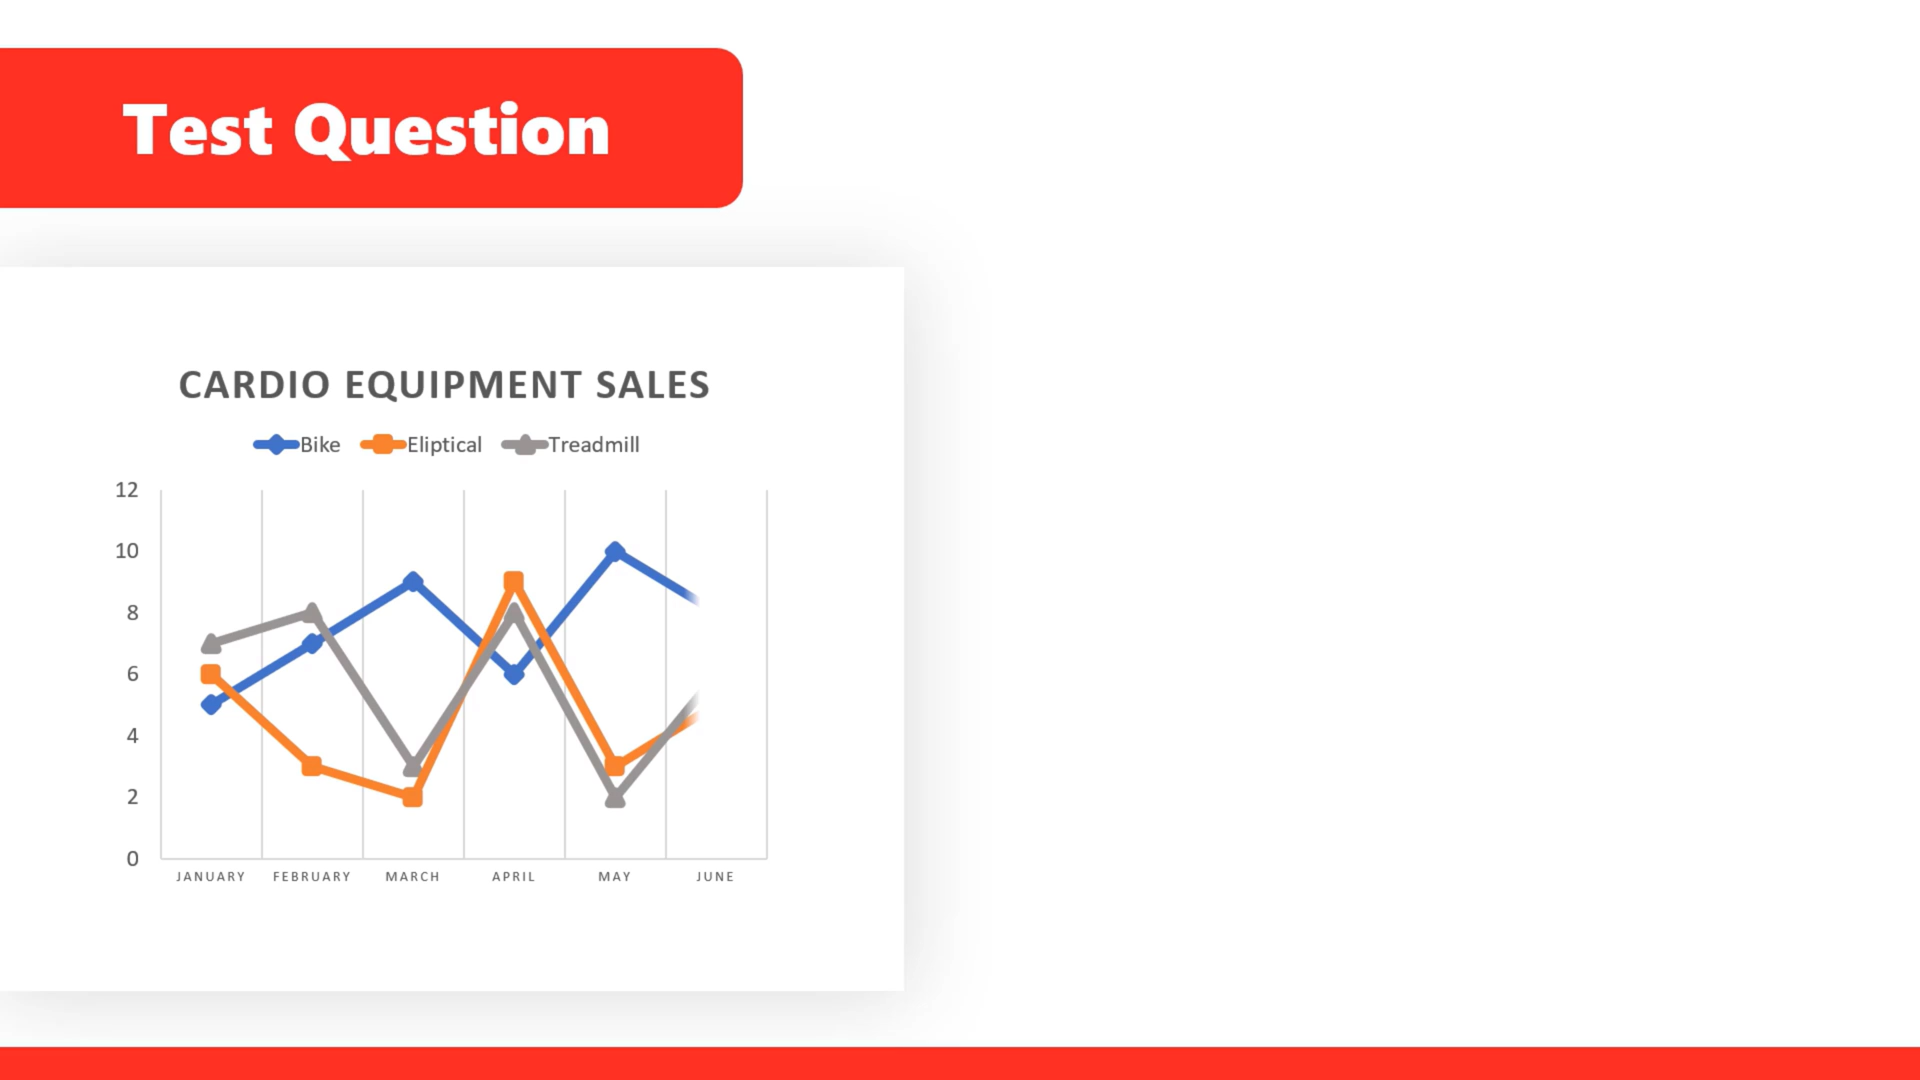 Test Question
CARDIO EQUIPMENT SALES
Bike Eliptical Treadmill
12
10
8
6
4
2
0
JANUARY FEBRUARY MARCH APRIL MAY JUNE